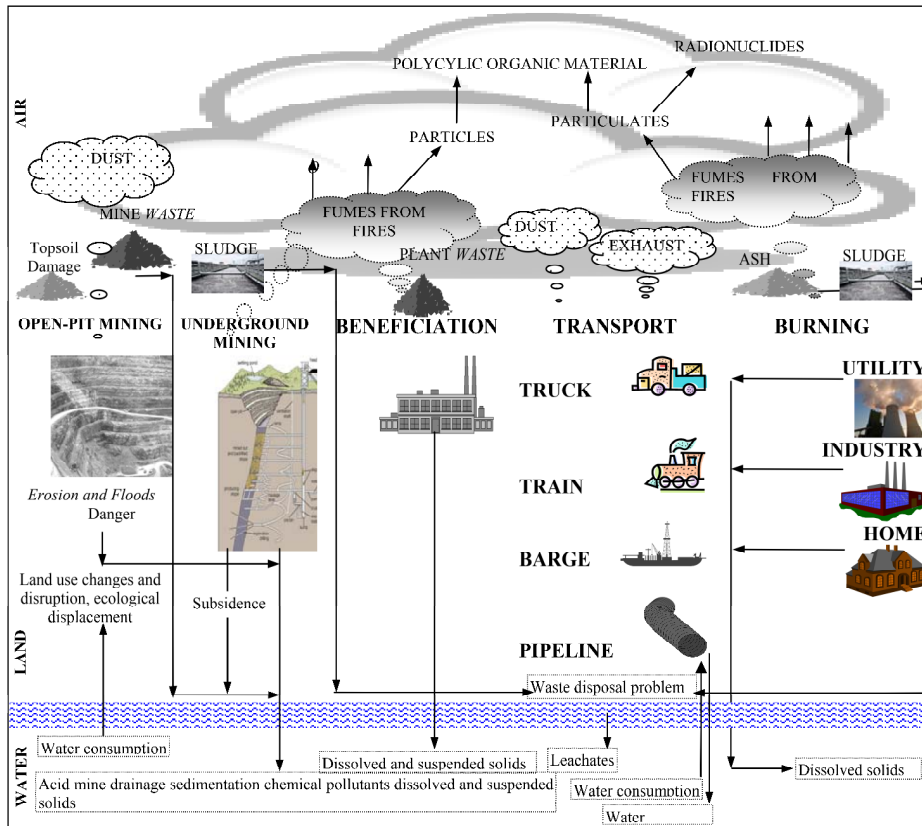 AIR
RADIONUCLIDES
POLYCYLIC ORGANIC MATERIAL
PARTICULATES
PARTICLES
DUST
FUMES FROM
FIRES
MINE WASTE
FUMES FROM
FIRES
DUST
EXHAUST
Topsoil
Damage
SLUDGE
PLANT WASTE
ASH
SLUDGE
OPEN-PIT MINING
UNDERGROUND
MINING
BENEFICIATION
TRANSPORT
BURNING
UTILITY
TRUCK
INDUSTRY
TRAIN
Erosion and Floods
Danger
HOME
BARGE
Land use changes and
disruption, ecological
displacement
Subsidence
LAND
PIPELINE
Waste disposal problem
WATER
Water consumption
Dissolved and suspended solids
Leachates
Dissolved solids
Acid mine drainage sedimentation chemical pollutants dissolved and suspended
solids
Water consumption
Water